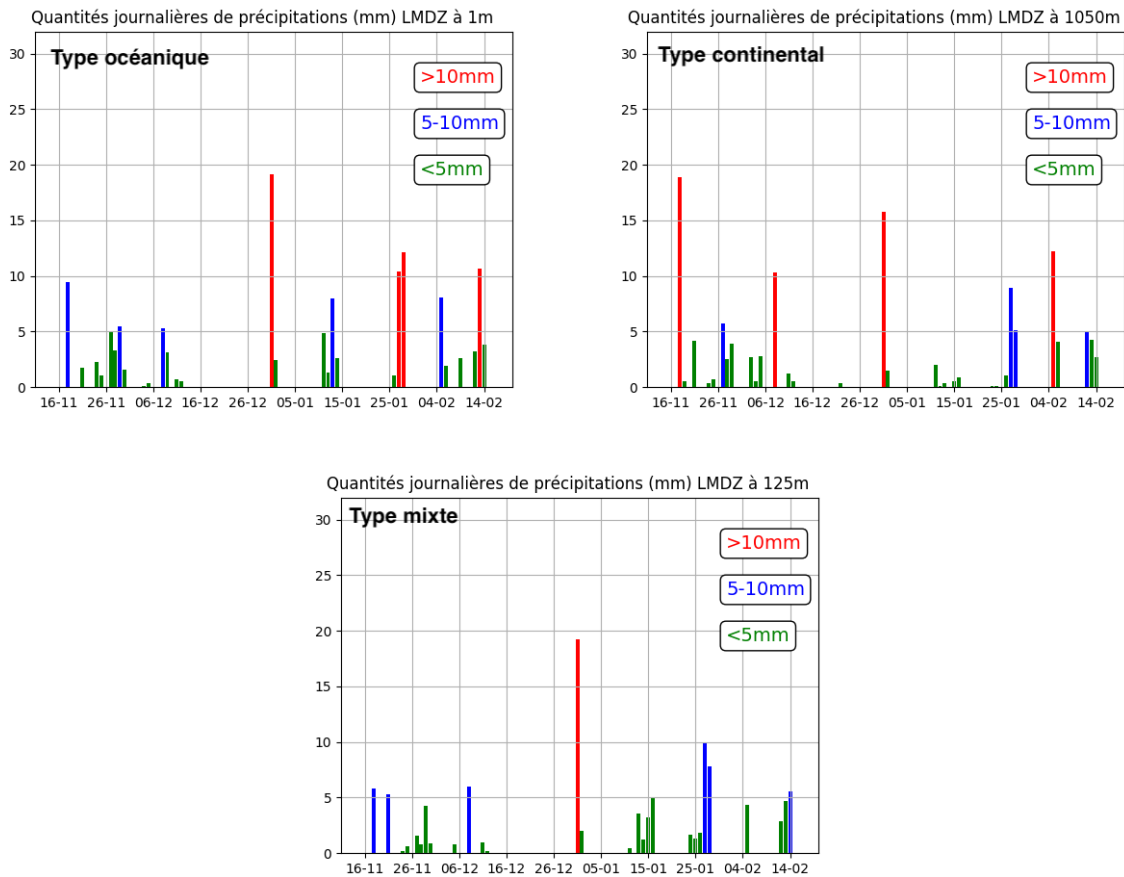 Quantités journalières de précipitations (mm) LMDZ à 1m
Type océanique
>10mm
5-10mm
<5mm
30
25
20
15
10
5
0
16-11 26-11 06-12 16-12 26-12 05-01 15-01 25-01 04-02 14-02
Quantités journalières de précipitations (mm) LMDZ à 1050m
Type continental
>10mm
5-10mm
<5mm
30
25
20
15
10
5
0
16-11 26-11 06-12 16-12 26-12 05-01 15-01 25-01 04-02 14-02
Quantités journalières de précipitations (mm) LMDZ à 125m
Type mixte
>10mm
5-10mm
<5mm
30
25
20
15
10
5
0
16-11 26-11 06-12 16-12 26-12 05-01 15-01 25-01 04-02 14-02